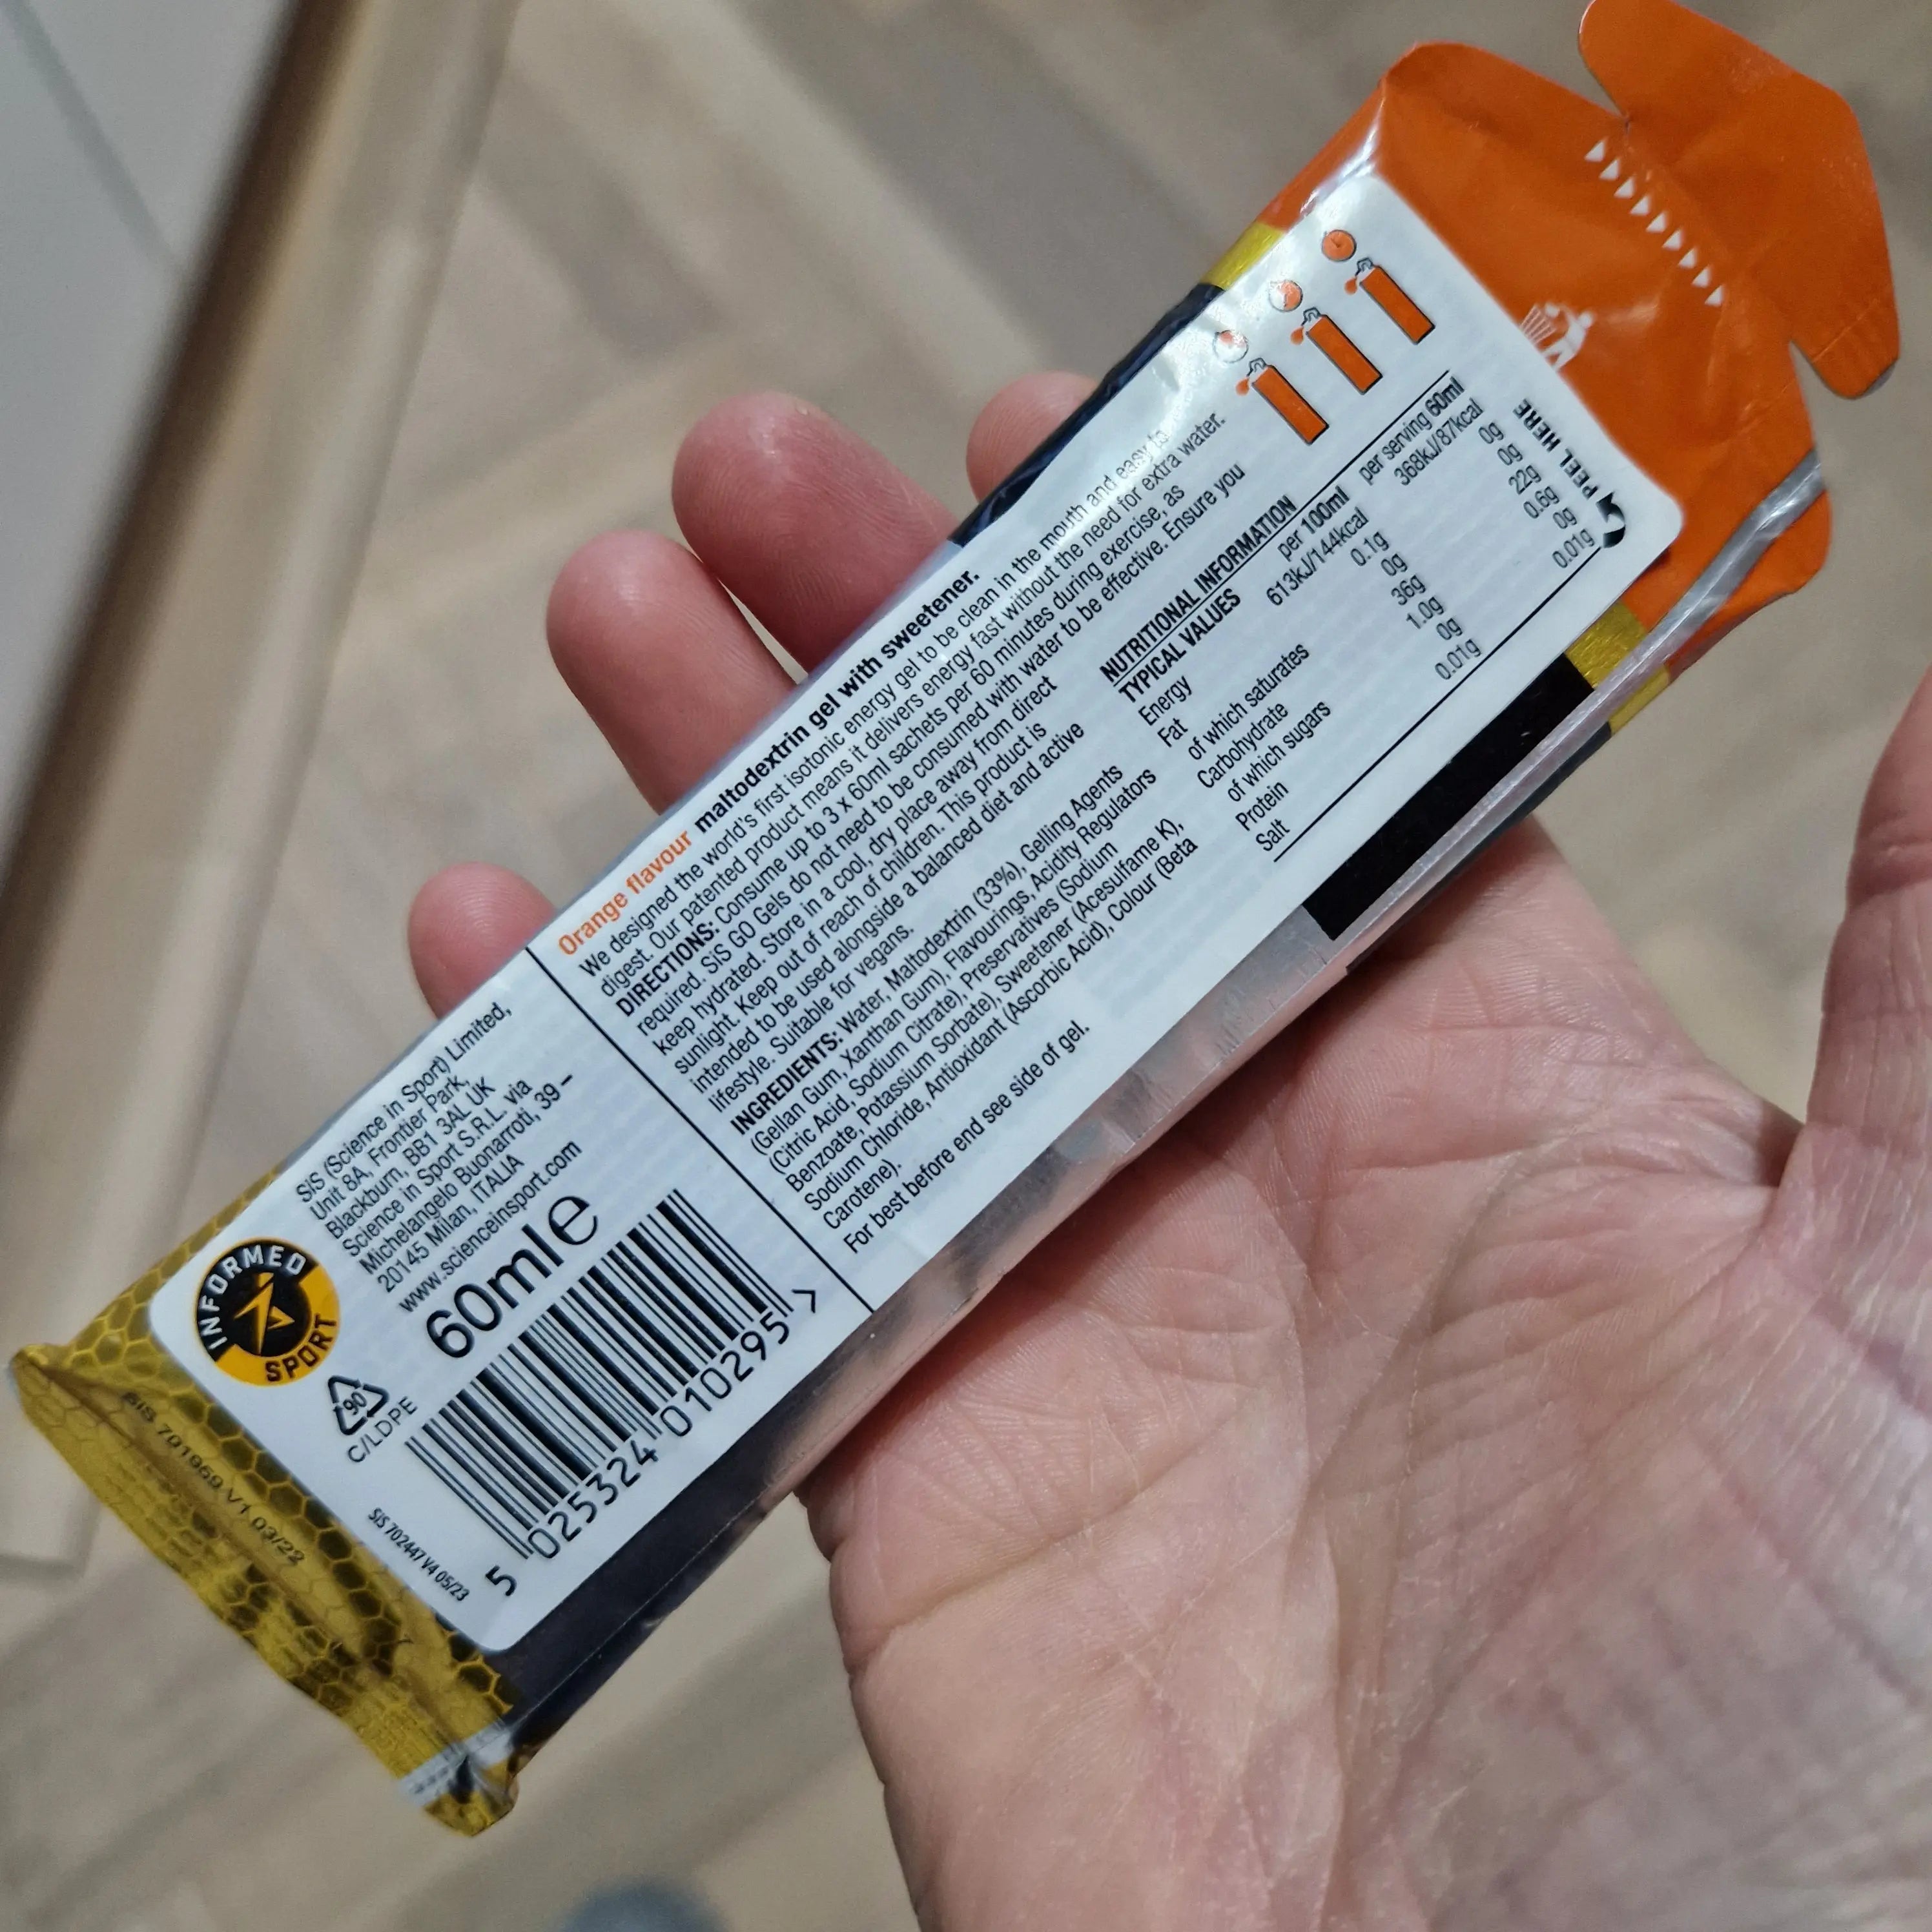 Orange flavour maltodextrin gel with sweetener.
We designed the world's first isotonic energy gel to be clean in the mouth and easy to
digest. Our patented product means it delivers energy fast without the need for extra water.
DIRECTIONS: Consume up to 3 x 60ml sachets per 60 minutes during exercise, as
required. SiS GO Gels do not need to be consumed with water to be effective. Ensure you
keep hydrated. Store in a cool, dry place away from direct
sunlight. Keep out of reach of children. This product is
intended to be used alongside a balanced diet and active
lifestyle. Suitable for vegans.
INGREDIENTS: Water, Maltodextrin (33%), Gelling Agents
(Gellan Gum, Xanthan Gum), Flavourings, Acidity Regulators
(Citric Acid, Sodium Citrate), Preservatives (Sodium
Benzoate, Potassium Sorbate), Sweetener (Acesulfame K),
Sodium Chloride, Antioxidant (Ascorbic Acid), Colour (Beta
Carotene).
For best before end see side of gel.
NUTRITIONAL INFORMATION
TYPICAL VALUES per 100ml per serving 60ml
Energy 613kJ/144kcal 368kJ/87kcal
Fat 0.1g 0g
of which saturates 0g 0g
Carbohydrate 36g 22g
of which sugars 1.0g 0.6g
Protein 0g 0g
Salt 0.01g 0.01g
PEEL HERE
SiS (Science in Sport) Limited,
Unit 8A, Frontier Park,
Blackburn, BB1 3AL UK
Science in Sport S.R.L. via
Michelangelo Buonarroti, 39 –
20145 Milan, ITALIA
www.scienceinsport.com
60ml e
INFORMED
SPORT
90
C/LDPE
5 025324 010295 >
SiS 702447 V4 05/23
SiS 701969 V1 03/22